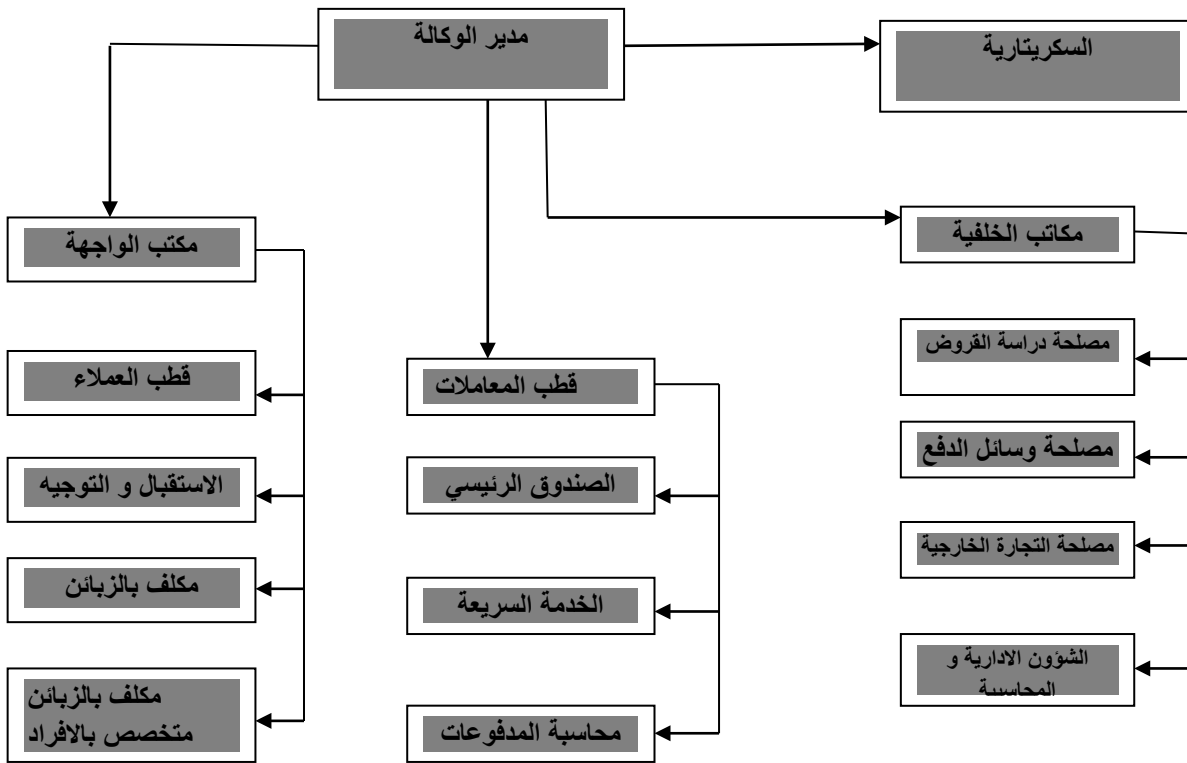 مدير الوكالة
السكريتارية
مكاتب الخلفية
مكتب الواجهة
مصلحة دراسة القروض
قطب المعاملات
قطب العملاء
مصلحة وسائل الدفع
الصندوق الرئيسي
الاستقبال و التوجيه
مصلحة التجارة الخارجية
الخدمة السريعة
مكلف بالزبائن
الشؤون الادارية و
المحاسبية
محاسبة المدفوعات
مكلف بالزبائن
متخصص بالافراد